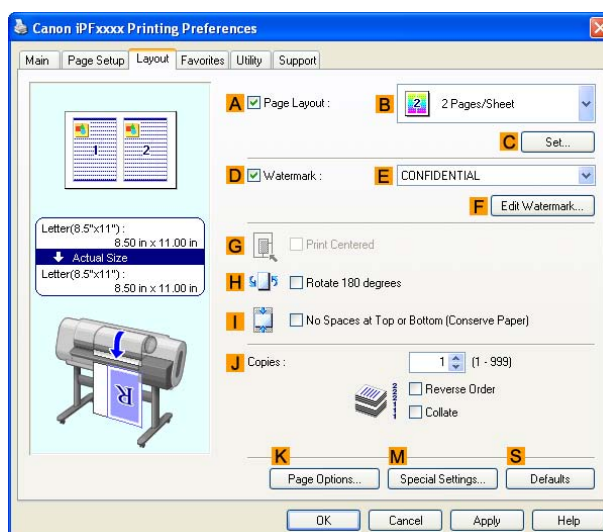 Canon iPFxxxx Printing Preferences
Main Page Setup Layout Favorites Utility Support
A Page Layout : B 2 2 Pages/Sheet
1 2
C Set...
D Watermark : E CONFIDENTIAL
F Edit Watermark...
Letter(8.5"x11") :
8.50 in x 11.00 in
Actual Size
Letter(8.5"x11") :
8.50 in x 11.00 in
G Print Centered
H Rotate 180 degrees
I No Spaces at Top or Bottom (Conserve Paper)
J Copies : 1 (1 - 999)
Reverse Order
Collate
R
K M S
Page Options... Special Settings... Defaults
OK Cancel Apply Help